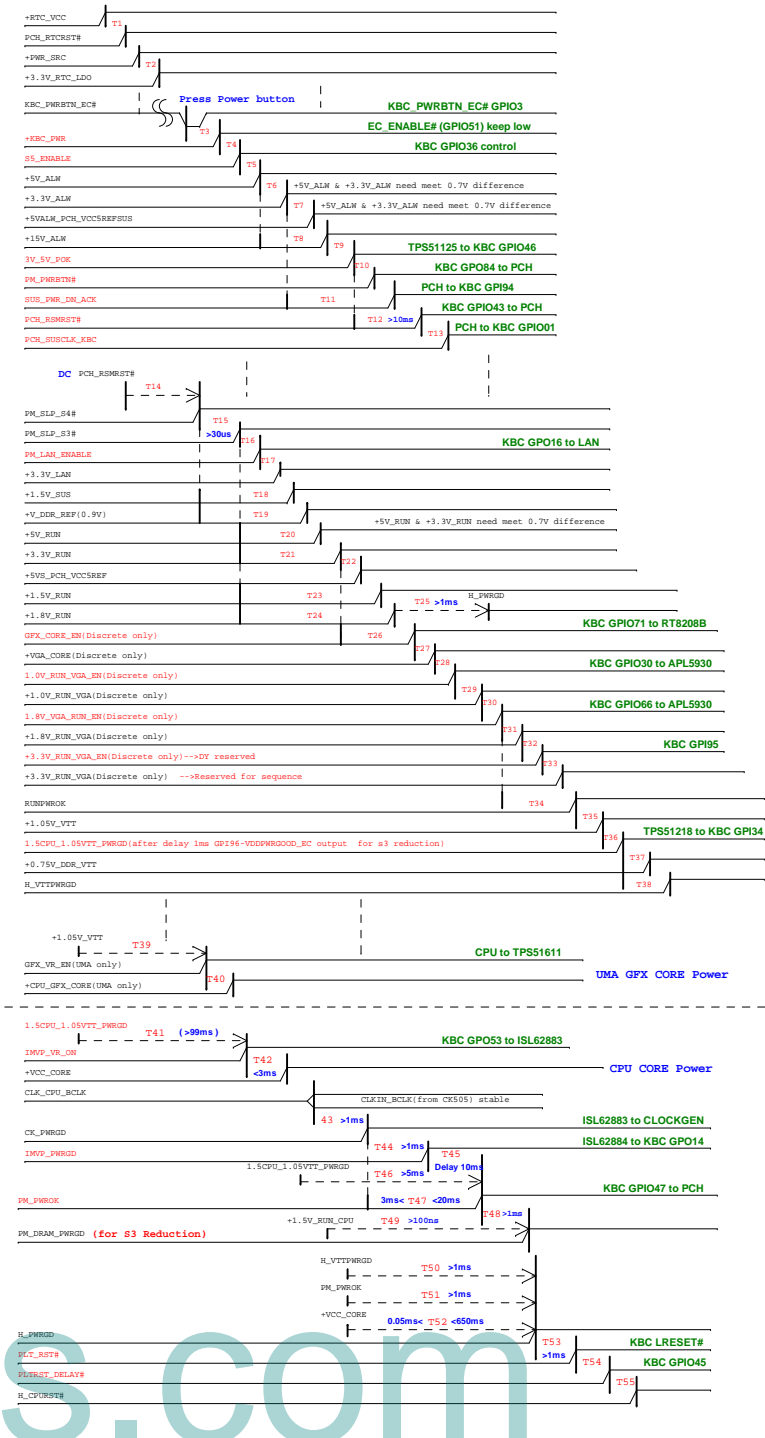 +RTC_VCC
T1
PCH_RTCRST#
+PWR_SRC
T2
+3.3V_RTC_LDO
Press Power button
KBC_PWRBTN_EC#
KBC_PWRBTN_EC# GPIO3
T3
EC_ENABLE# (GPIO51) keep low
+KBC_PWR
T4
KBC GPIO36 control
S5_ENABLE
T5
+5V_ALW
T6
+5V_ALW & +3.3V_ALW need meet 0.7V difference
+3.3V_ALW
T7
+5V_ALW & +3.3V_ALW need meet 0.7V difference
+5VALW_PCH_VCC5REFSUS
T8
+15V_ALW
T9
TPS51125 to KBC GPIO46
3V_5V_POK
T10
KBC GPO84 to PCH
PM_PWRBTN#
PCH to KBC GPI94
SUS_PWR_DN_ACK
T11
KBC GPIO43 to PCH
PCH_RSMRST#
T12 >10ms
T13
PCH to KBC GPIO01
PCH_SUSCLK_KBC
DC PCH_RSMRST#
T14
PM_SLP_S4#
T15
PM_SLP_S3#
>30us
T16
KBC GPO16 to LAN
PM_LAN_ENABLE
T17
+3.3V_LAN
+1.5V_SUS
T18
+V_DDR_REF(0.9V)
T19
+5V_RUN & +3.3V_RUN need meet 0.7V difference
+5V_RUN
T20
+3.3V_RUN
T21
T22
+5VS_PCH_VCC5REF
+1.5V_RUN
T23
T25 >1ms
H_PWRGD
+1.8V_RUN
T24
KBC GPIO71 to RT8208B
GFX_CORE_EN(Discrete only)
T26
T27
+VGA_CORE(Discrete only)
T28
KBC GPIO30 to APL5930
1.0V_RUN_VGA_EN(Discrete only)
T29
+1.0V_RUN_VGA(Discrete only)
T30
KBC GPIO66 to APL5930
1.8V_VGA_RUN_EN(Discrete only)
T31
+1.8V_RUN_VGA(Discrete only)
T32
KBC GPI95
+3.3V_RUN_VGA_EN(Discrete only)-->DY reserved
T33
+3.3V_RUN_VGA(Discrete only) -->Reserved for sequence
RUNPWROK
T34
T35
+1.05V_VTT
TPS51218 to KBC GPI34
T36
1.5CPU_1.05VTT_PWRGD(after delay 1ms GPI96-VDDPWRGOOD_EC output for s3 reduction)
T37
+0.75V_DDR_VTT
T38
H_VTTPWRGD
+1.05V_VTT
T39
CPU to TPS51611
GFX_VR_EN(UMA only)
UMA GFX CORE Power
T40
+CPU_GFX_CORE(UMA only)
1.5CPU_1.05VTT_PWRGD
T41 (>99ms)
KBC GPO53 to ISL62883
IMVP_VR_ON
T42
CPU CORE Power
+VCC_CORE
<3ms
CLK_CPU_BCLK
CLKIN_BCLK(from CK505) stable
43 >1ms
ISL62883 to CLOCKGEN
CK_PWRGD
T44 >1ms
ISL62884 to KBC GPO14
IMVP_PWRGD
T45
1.5CPU_1.05VTT_PWRGD
Delay 10ms
T46 >5ms
KBC GPIO47 to PCH
PM_PWROK
3ms< T47 <20ms
T48 >1ms
+1.5V_RUN_CPU
T49 >100ns
PM_DRAM_PWRGD (for S3 Reduction)
H_VTTPWRGD
T50 >1ms
PM_PWROK
T51 >1ms
+VCC_CORE
0.05ms< T52 <650ms
H_PWRGD
T53
KBC LRESET#
PLT_RST#
>1ms
T54
KBC GPIO45
PLTRST_DELAY#
T55
H_CPURST#
s.com